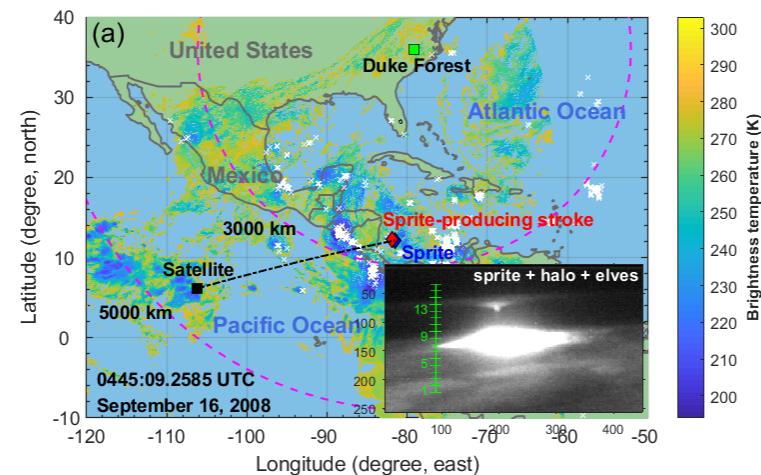 (a)
United States
Duke Forest
Atlantic Ocean
Mexico
3000 km
Sprite-producing stroke
Sprite
Satellite
5000 km
Pacific Ocean
0445:09.2585 UTC
September 16, 2008
sprite + halo + elves
50
100
150
200
250
13
9
5
1
100
200
300
400
40
30
20
10
0
-10
-120
-110
-100
-90
-80
-70
-60
-50
Longitude (degree, east)
Latitude (degree, north)
300
290
280
270
260
250
240
230
220
210
200
Brightness temperature (K)